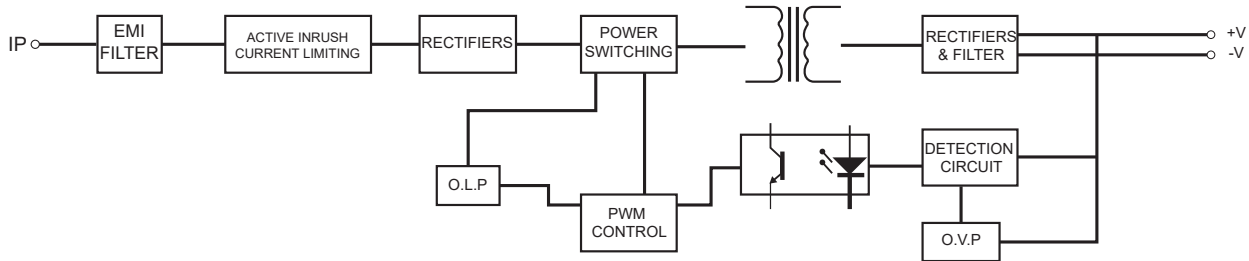 IP
EMI
FILTER
ACTIVE INRUSH
CURRENT LIMITING
RECTIFIERS
POWER
SWITCHING
RECTIFIERS
& FILTER
+V
-V
O.L.P
PWM
CONTROL
DETECTION
CIRCUIT
O.V.P